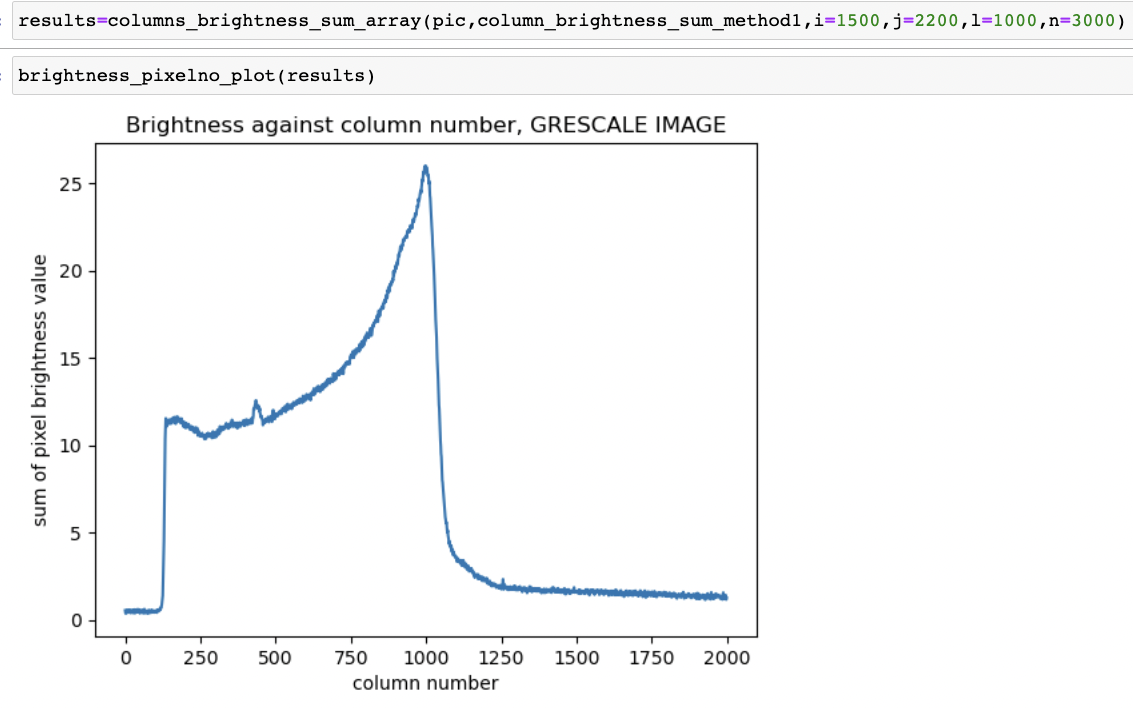 results=columns_brightness_sum_array(pic,column_brightness_sum_method1,i=1500,j=2200,l=1000,n=3000)
brightness_pixelno_plot(results)
Brightness against column number, GRESCALE IMAGE
sum of pixel brightness value
25
20
15
10
5
0
0 250 500 750 1000 1250 1500 1750 2000
column number